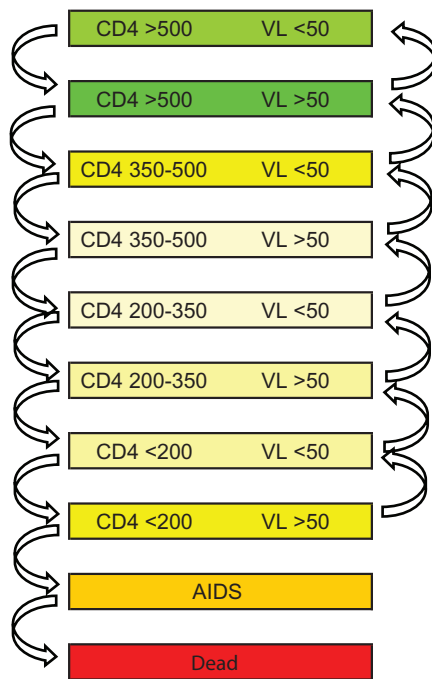 CD4 >500 VL <50
CD4 >500 VL >50
CD4 350-500 VL <50
CD4 350-500 VL >50
CD4 200-350 VL <50
CD4 200-350 VL >50
CD4 <200 VL <50
CD4 <200 VL >50
AIDS
Dead